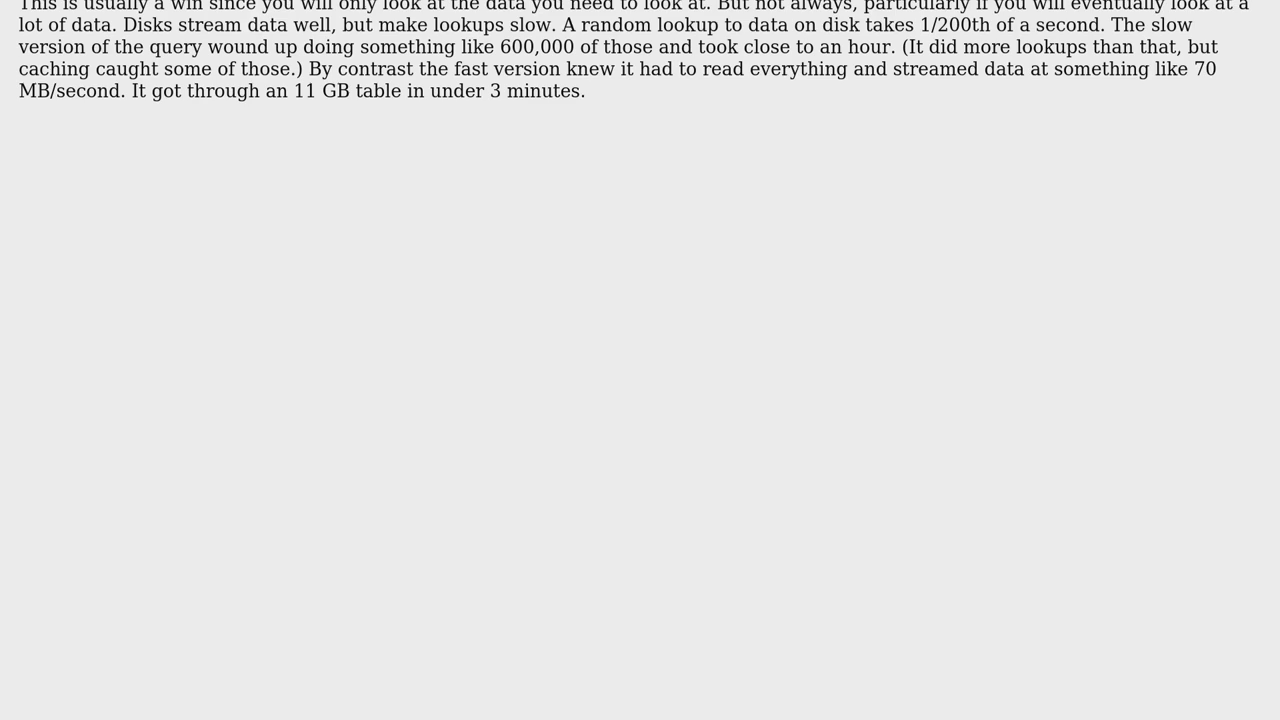 This is usually a win since you will only look at the data you need to look at. But not always, particularly if you will eventually look at a
lot of data. Disks stream data well, but make lookups slow. A random lookup to data on disk takes 1/200th of a second. The slow
version of the query wound up doing something like 600,000 of those and took close to an hour. (It did more lookups than that, but
caching caught some of those.) By contrast the fast version knew it had to read everything and streamed data at something like 70
MB/second. It got through an 11 GB table in under 3 minutes.